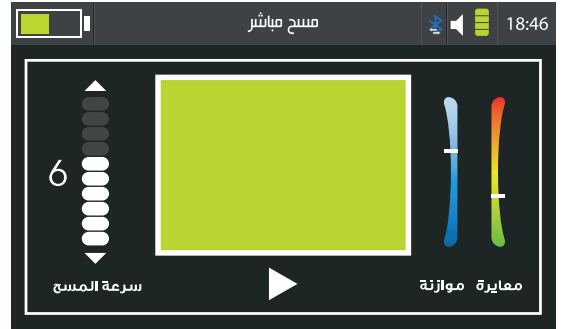 مسح مباشر
18:46
6
سرعة المسح
موازنة
معايرة